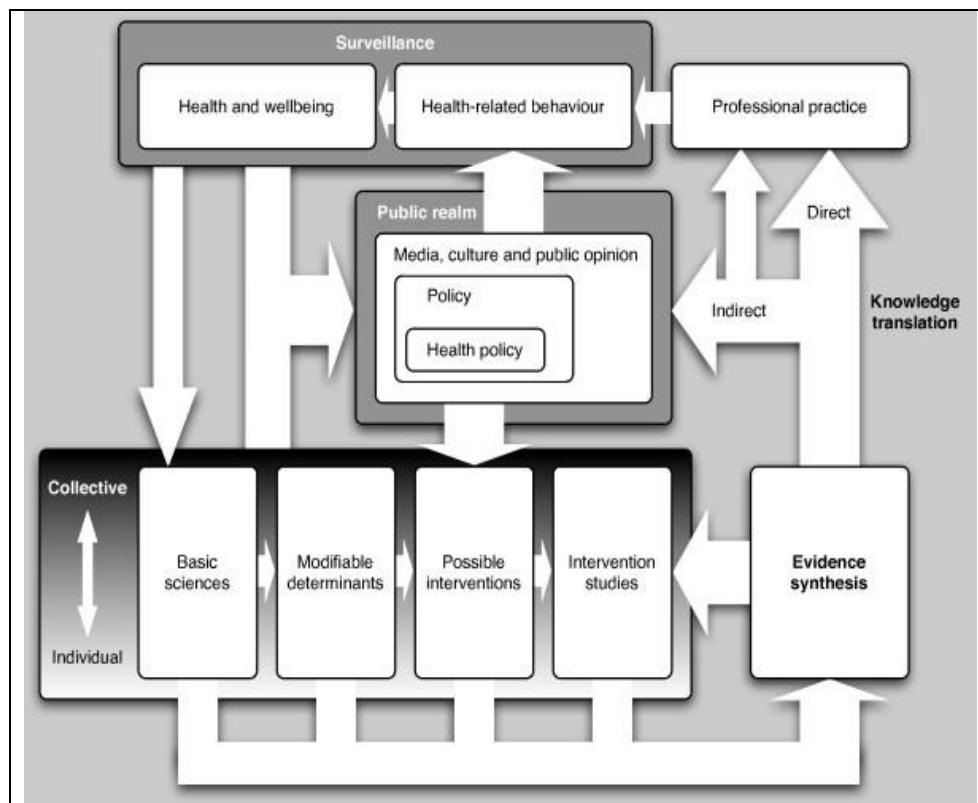 Surveillance
Health and wellbeing
Health-related behaviour
Professional practice
Public realm
Media, culture and public opinion
Policy
Health policy
Direct
Indirect
Knowledge
translation
Collective
Individual
Basic
sciences
Modifiable
determinants
Possible
interventions
Intervention
studies
Evidence
synthesis